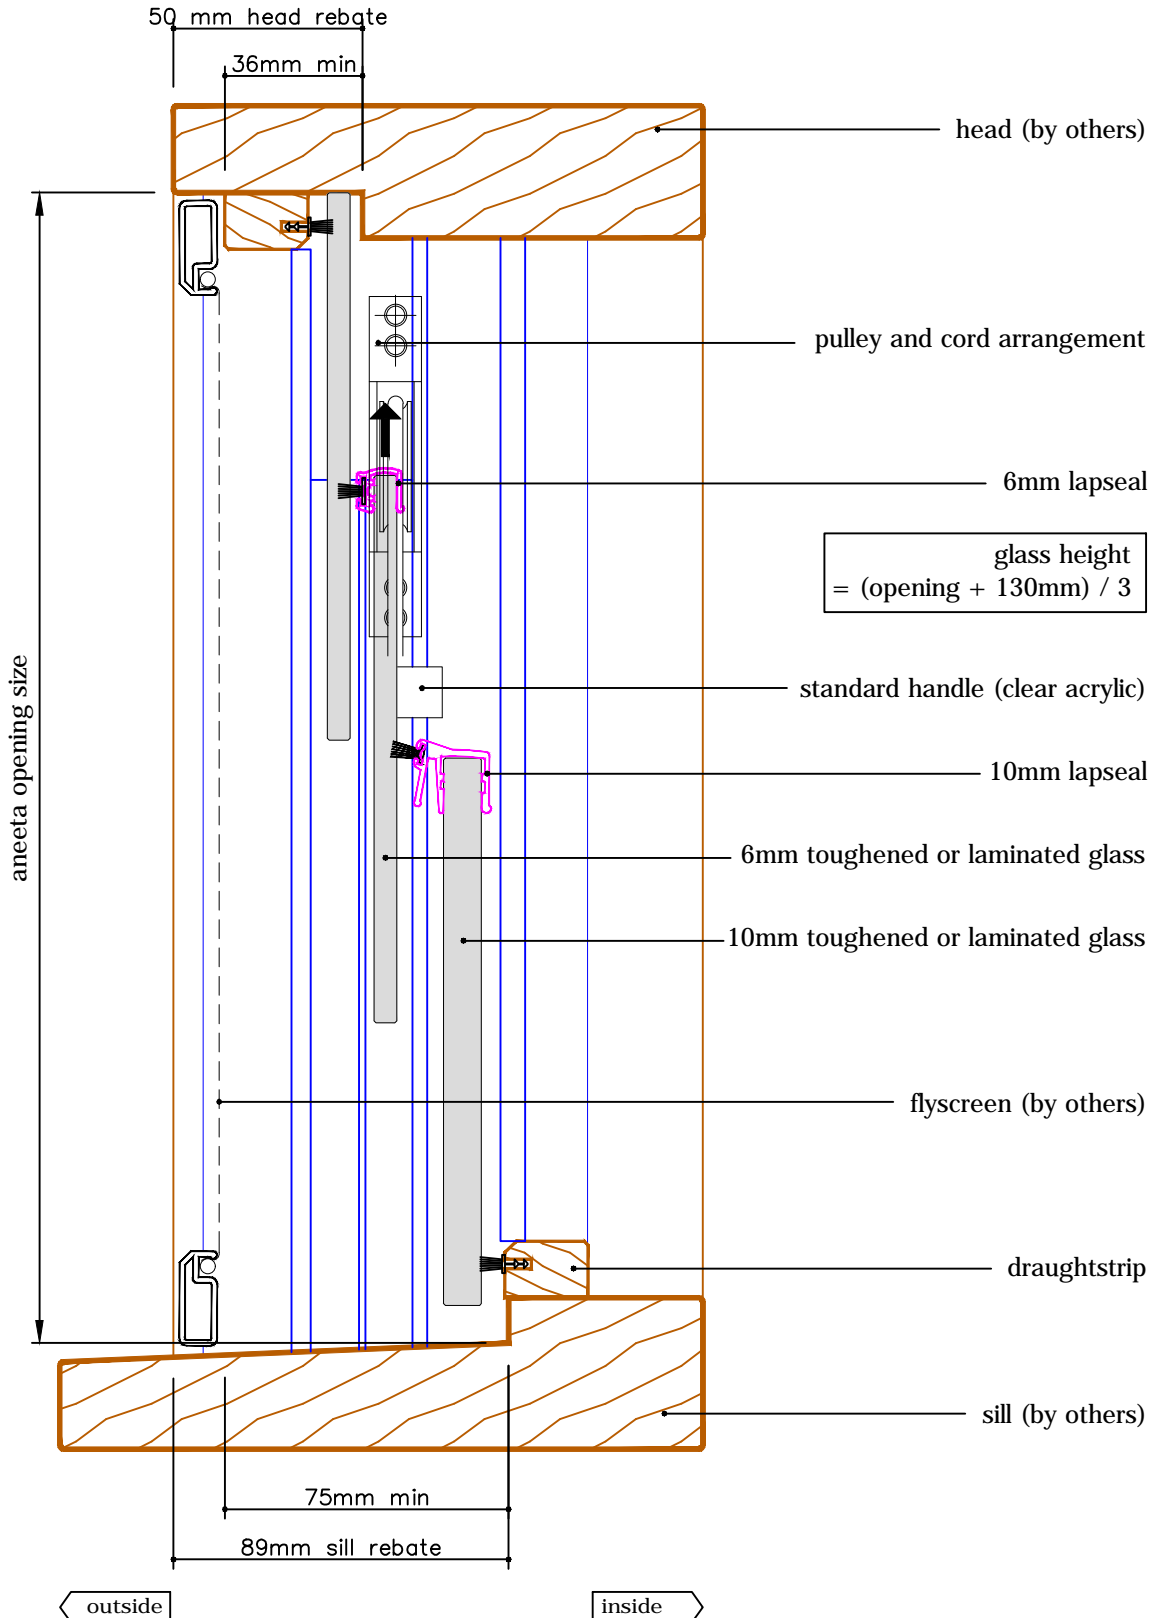 50 mm head rebate
36mm min
head (by others)
pulley and cord arrangement
6mm lapseal
glass height
= (opening + 130mm) / 3
aneeta opening size
standard handle (clear acrylic)
10mm lapseal
6mm toughened or laminated glass
10mm toughened or laminated glass
flyscreen (by others)
draughtstrip
sill (by others)
75mm min
89mm sill rebate
outside
inside